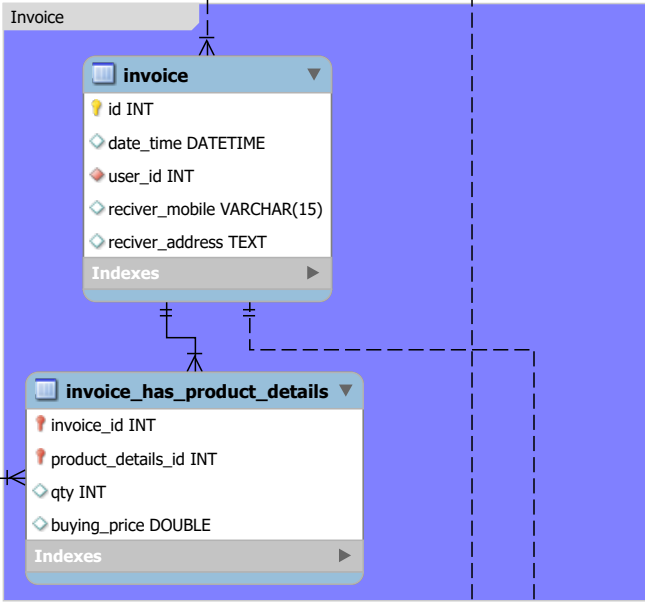 Invoice
invoice
id INT
date_time DATETIME
user_id INT
reciver_mobile VARCHAR(15)
reciver_address TEXT
Indexes
invoice_has_product_details
invoice_id INT
product_details_id INT
qty INT
buying_price DOUBLE
Indexes